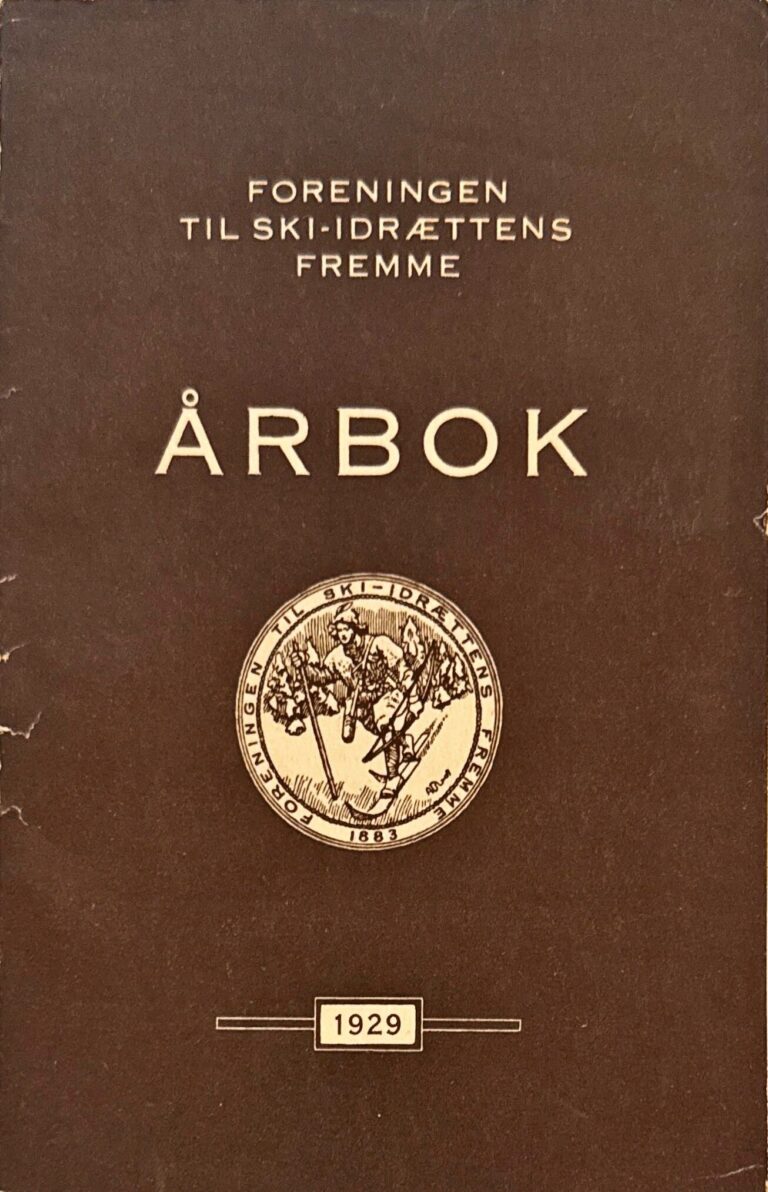 FORENINGEN
TIL SKI-IDRÆTTENS
FREMME
ÅRBOK
FORENINGEN TIL SKI-IDRÆTTENS FREMME
1883
1929